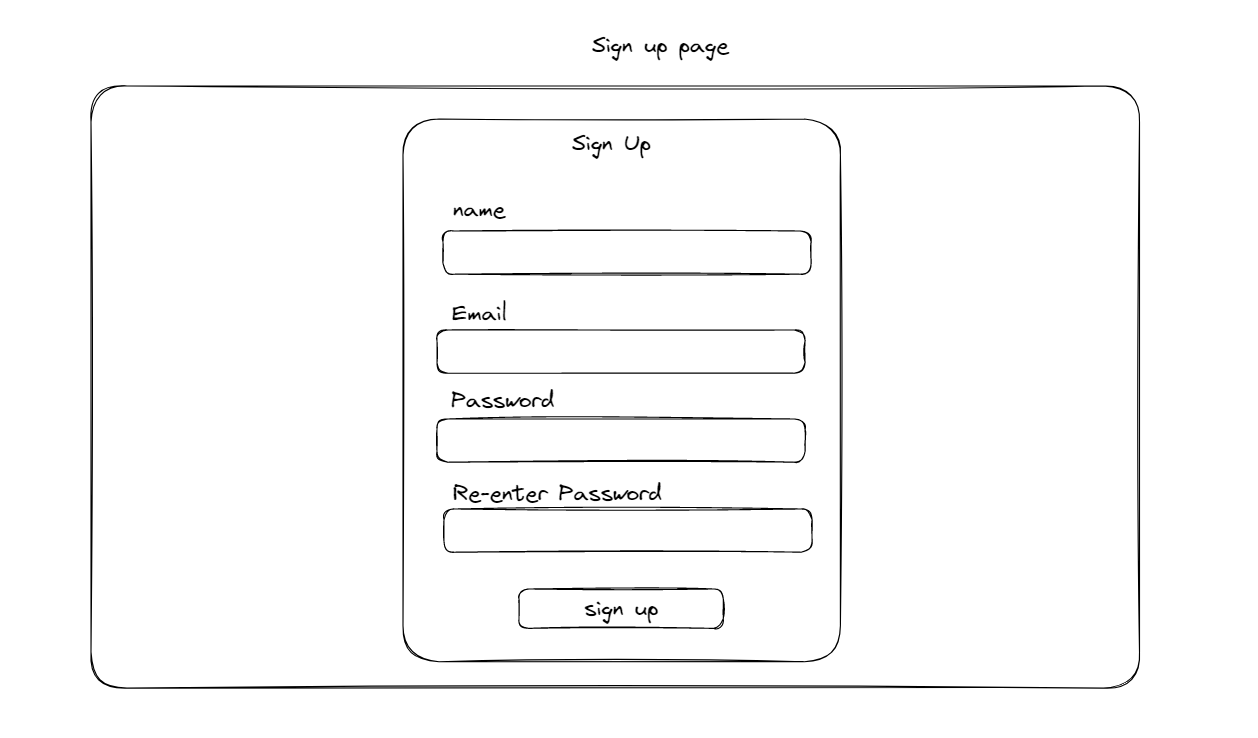 Sign up page
Sign Up
name
Email
Password
Re-enter Password
sign up